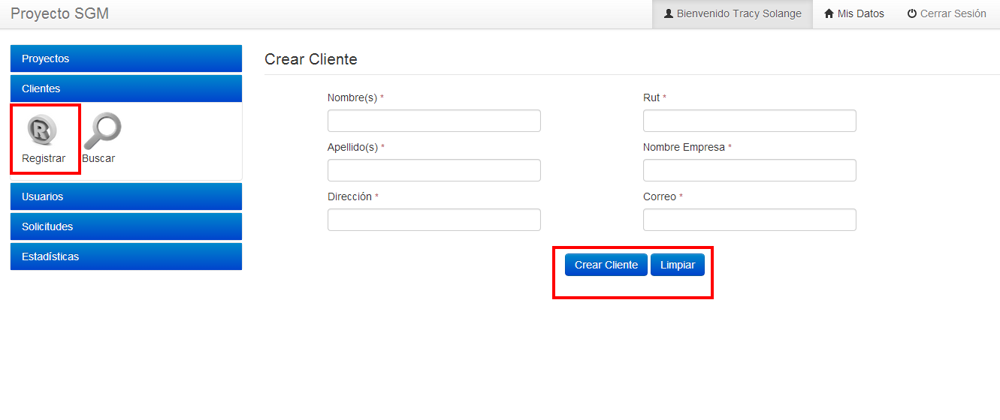 Proyecto SGM
Bienvenido Tracy Solange
Mis Datos
Cerrar Sesión
Proyectos
Clientes
Registrar
Buscar
Usuarios
Solicitudes
Estadísticas
Crear Cliente
Nombre(s) *
Rut *
Apellido(s) *
Nombre Empresa *
Dirección *
Correo *
Crear Cliente
Limpiar